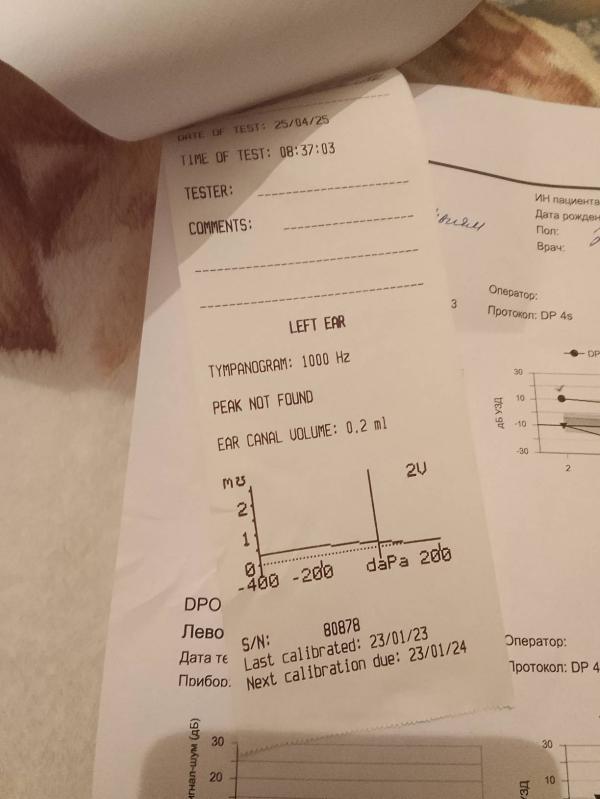 DATE OF TEST: 25/04/25
TIME OF TEST: 08:37:03
TESTER:
COMMENTS:
LEFT EAR
TYMPANOGRAM: 1000 Hz
PEAK NOT FOUND
EAR CANAL VOLUME: 0.2 ml
m℧
2V
2
1
0
-400 -200 daPa 200
S/N: 80878
Last calibrated: 23/01/23
Next calibration due: 23/01/24
ИН пациента
Дата рожден
Пол:
Врач:
3
Оператор:
Протокол: DP 4s
DP
дБ УЗД
30
10
-10
-30
2
DPO
Лево
Дата те
Прибор:
Оператор:
Протокол: DP 4
игнал-шум (дБ)
30
20
УЗД
30
10